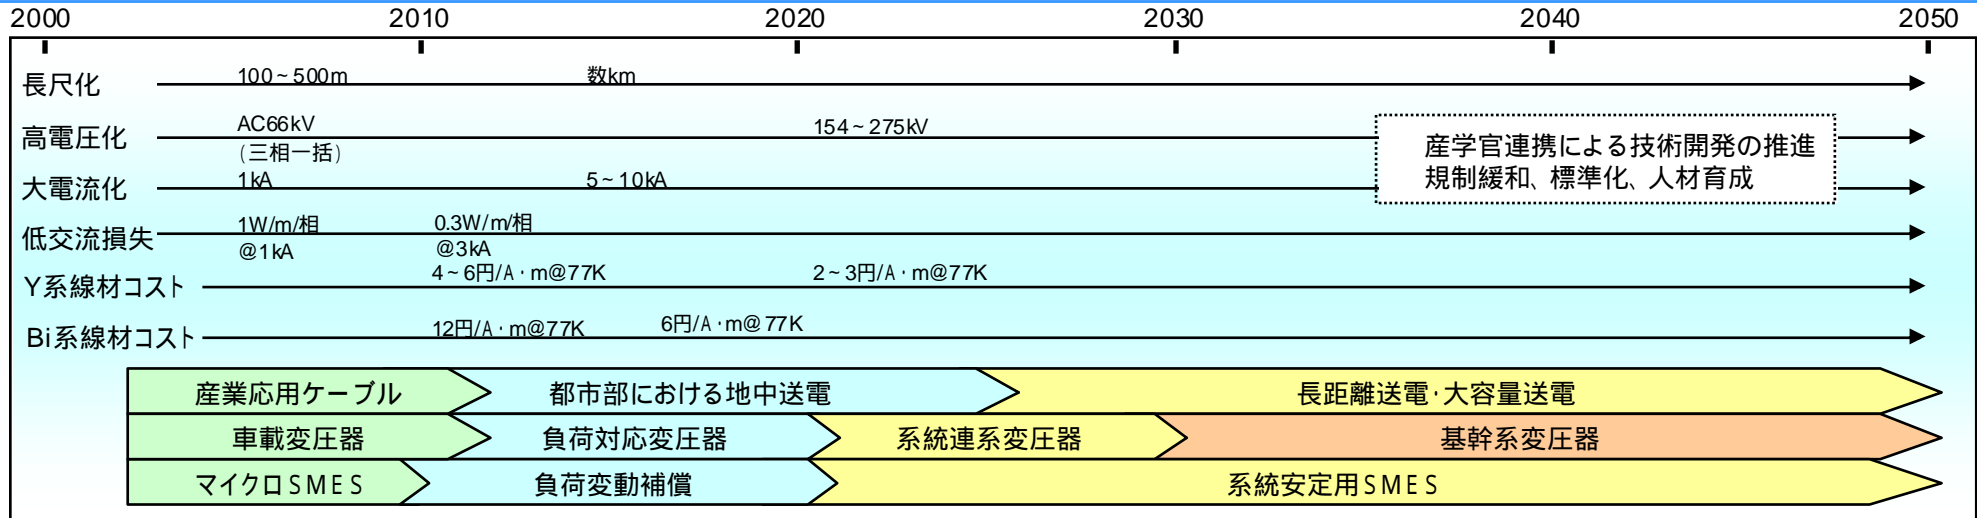 2000 2010 2020 2030 2040 2050
長尺化 100~500m 数km
高電圧化 AC66kV 154~275kV
(三相一括)
産学官連携による技術開発の推進
規制緩和、標準化、人材育成
大電流化 1kA 5~10kA
低交流損失 1W/m/相 0.3W/m/相
@1kA @3kA
Y系線材コスト 4~6円/A・m@77K 2~3円/A・m@77K
Bi系線材コスト 12円/A・m@77K 6円/A・m@77K
産業応用ケーブル 都市部における地中送電 長距離送電・大容量送電
車載変圧器 負荷対応変圧器 系統連系変圧器 基幹系変圧器
マイクロSMES 負荷変動補償 系統安定用SMES